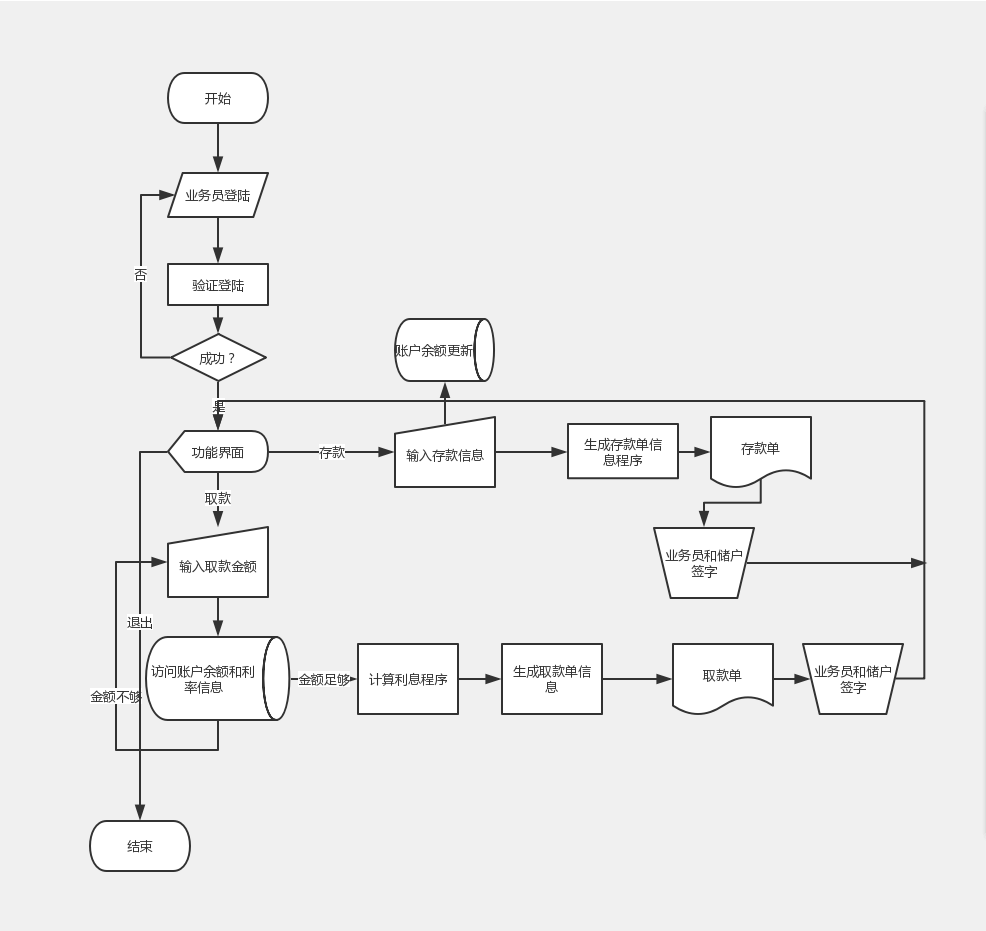 开始
业务员登陆
否
验证登陆
账户余额更新
成功？
是
功能界面
存款
输入存款信息
生成存款单信
息程序
存款单
取款
输入取款金额
业务员和储户
签字
退出
访问账户余额和利
率信息
金额足够
计算利息程序
生成取款单信
息
取款单
业务员和储户
签字
金额不够
结束